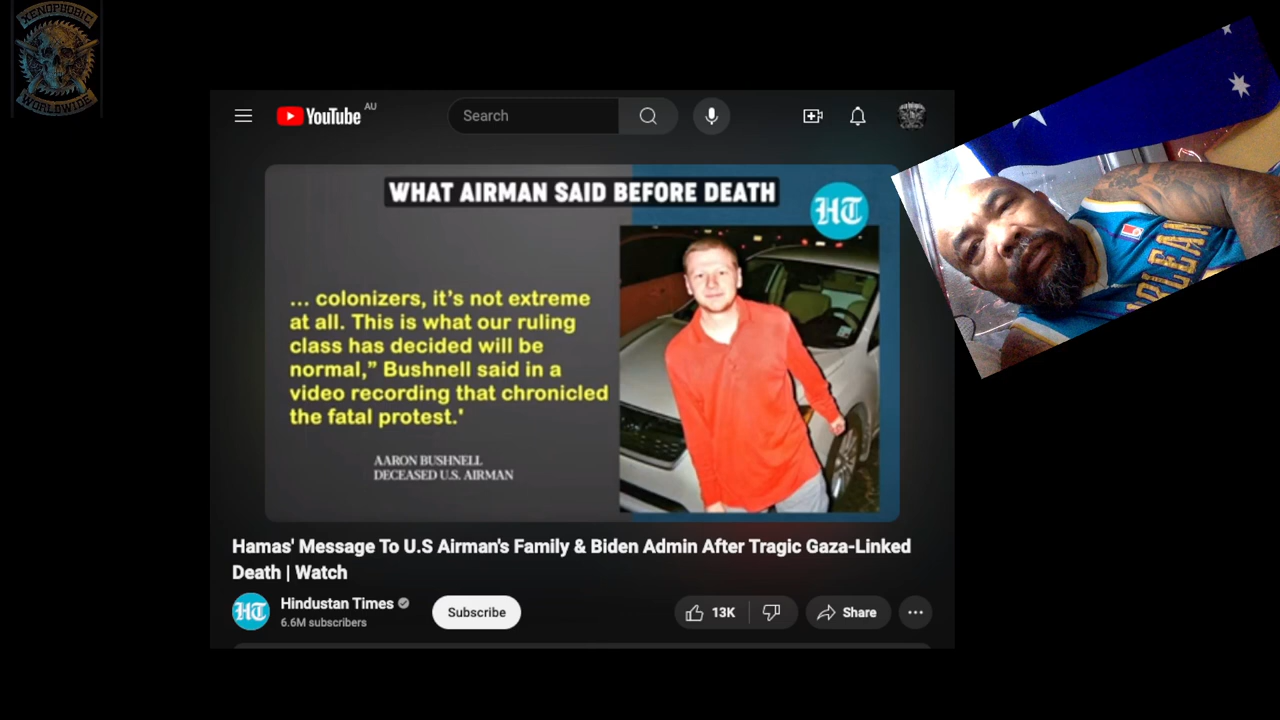 XENOPHOBIC
WORLDWIDE
YouTube AU
Search
WHAT AIRMAN SAID BEFORE DEATH
HT
... colonizers, it's not extreme
at all. This is what our ruling
class has decided will be
normal,” Bushnell said in a
video recording that chronicled
the fatal protest.'
AARON BUSHNELL
DECEASED U.S. AIRMAN
Hamas' Message To U.S Airman's Family & Biden Admin After Tragic Gaza-Linked
Death | Watch
HT
Hindustan Times
6.6M subscribers
Subscribe
13K
Share